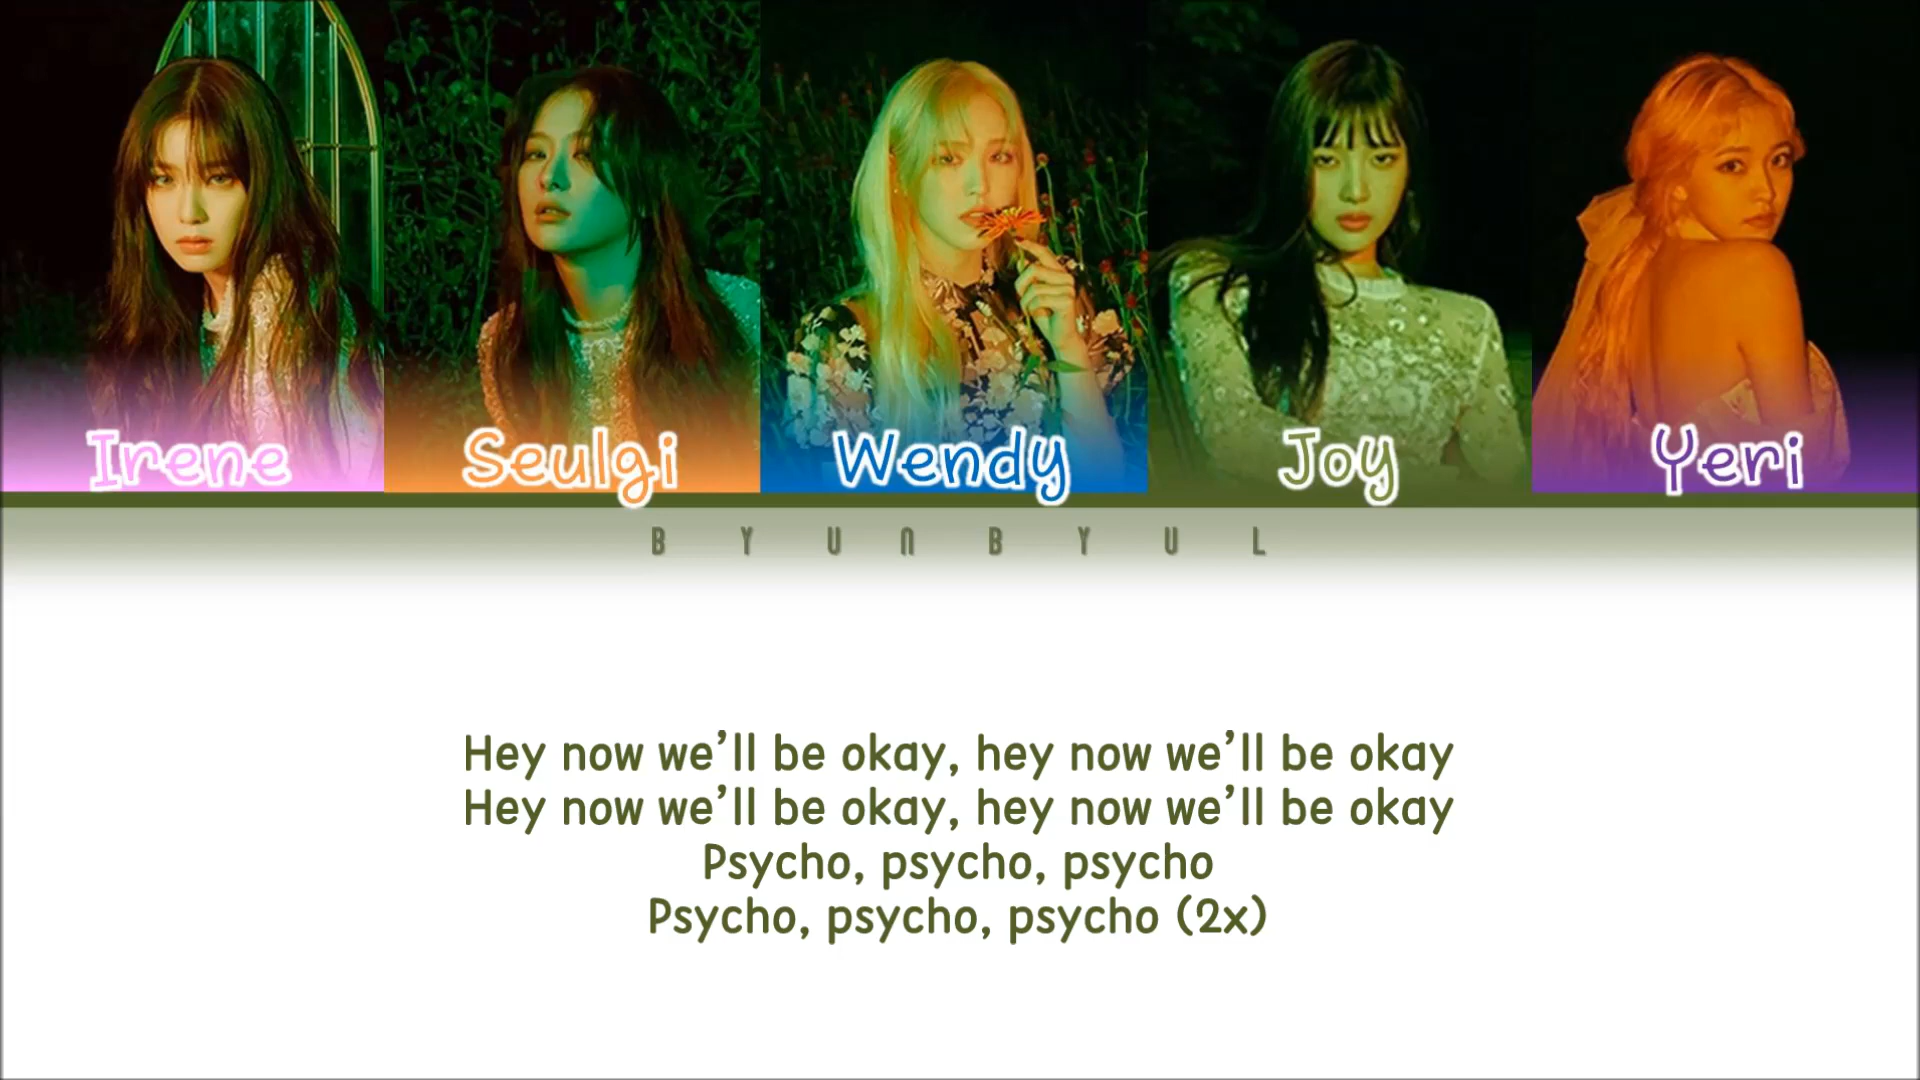 Irene Seulgi Wendy Joy Yeri
BYUNBYUL
Hey now we’ll be okay, hey now we’ll be okay
Hey now we’ll be okay, hey now we’ll be okay
Psycho, psycho, psycho
Psycho, psycho, psycho (2x)